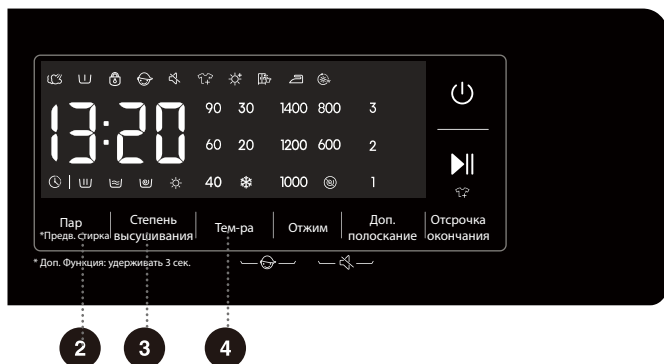 90 30 1400 800 3
13:20
60 20 1200 600 2
40 1000 1
Пар
*Предв. стирка
Степень
высушивания
Тем-ра
Отжим
Доп.
полоскание
Отсрочка
окончания
* Доп. Функция: удерживать 3 сек.
2 3 4